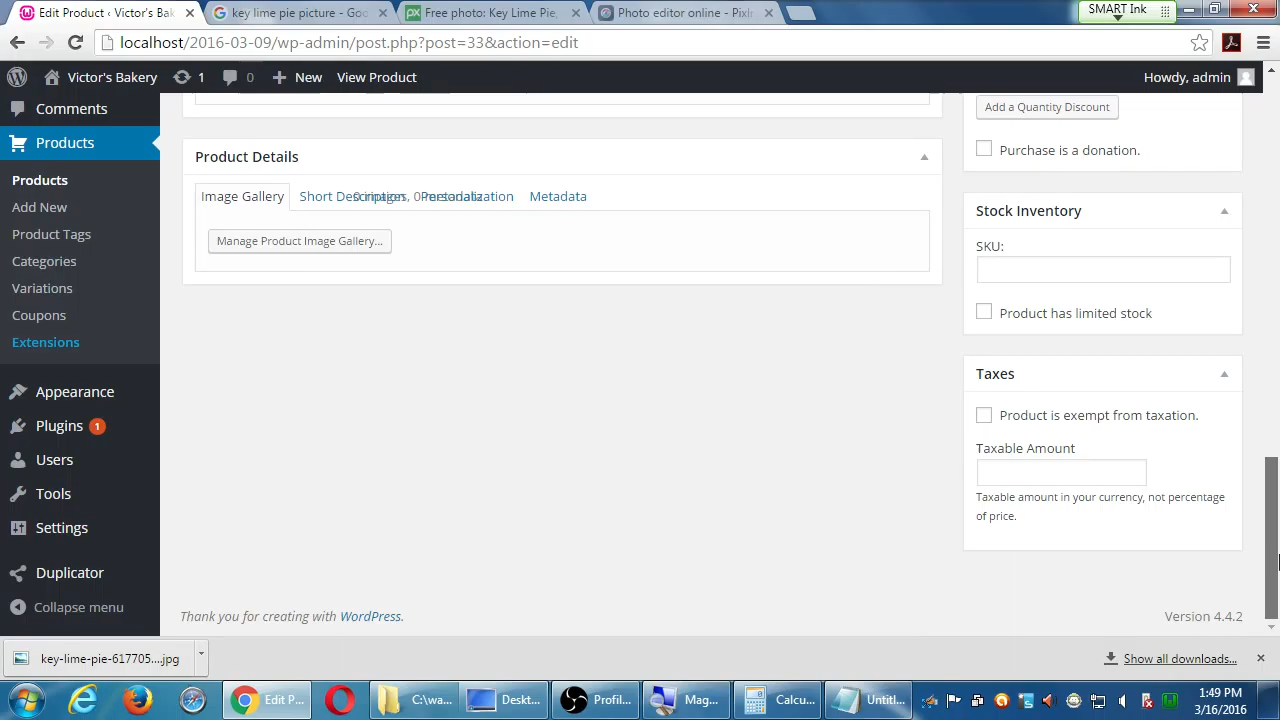 Edit Product ‹ Victor's Bak
key lime pie picture - Goo
Free photo: Key Lime Pie,
Photo editor online - Pixlr
SMART Ink
localhost/2016-03-09/wp-admin/post.php?post=33&action=edit
Victor's Bakery 1 0 New View Product Howdy, admin
Comments
Products
Products
Add New
Product Tags
Categories
Variations
Coupons
Extensions
Appearance
Plugins 1
Users
Tools
Settings
Duplicator
Collapse menu
Product Details
Image Gallery Short Description Personalization Metadata
Manage Product Image Gallery...
Add a Quantity Discount
Purchase is a donation.
Stock Inventory
SKU:
Product has limited stock
Taxes
Product is exempt from taxation.
Taxable Amount
Taxable amount in your currency, not percentage
of price.
Thank you for creating with WordPress.
Version 4.4.2
key-lime-pie-617705....jpg
Show all downloads...
Edit P...
C:\wa...
Deskt...
Profil...
Mag...
Calcu...
Untitl...
1:49 PM
3/16/2016